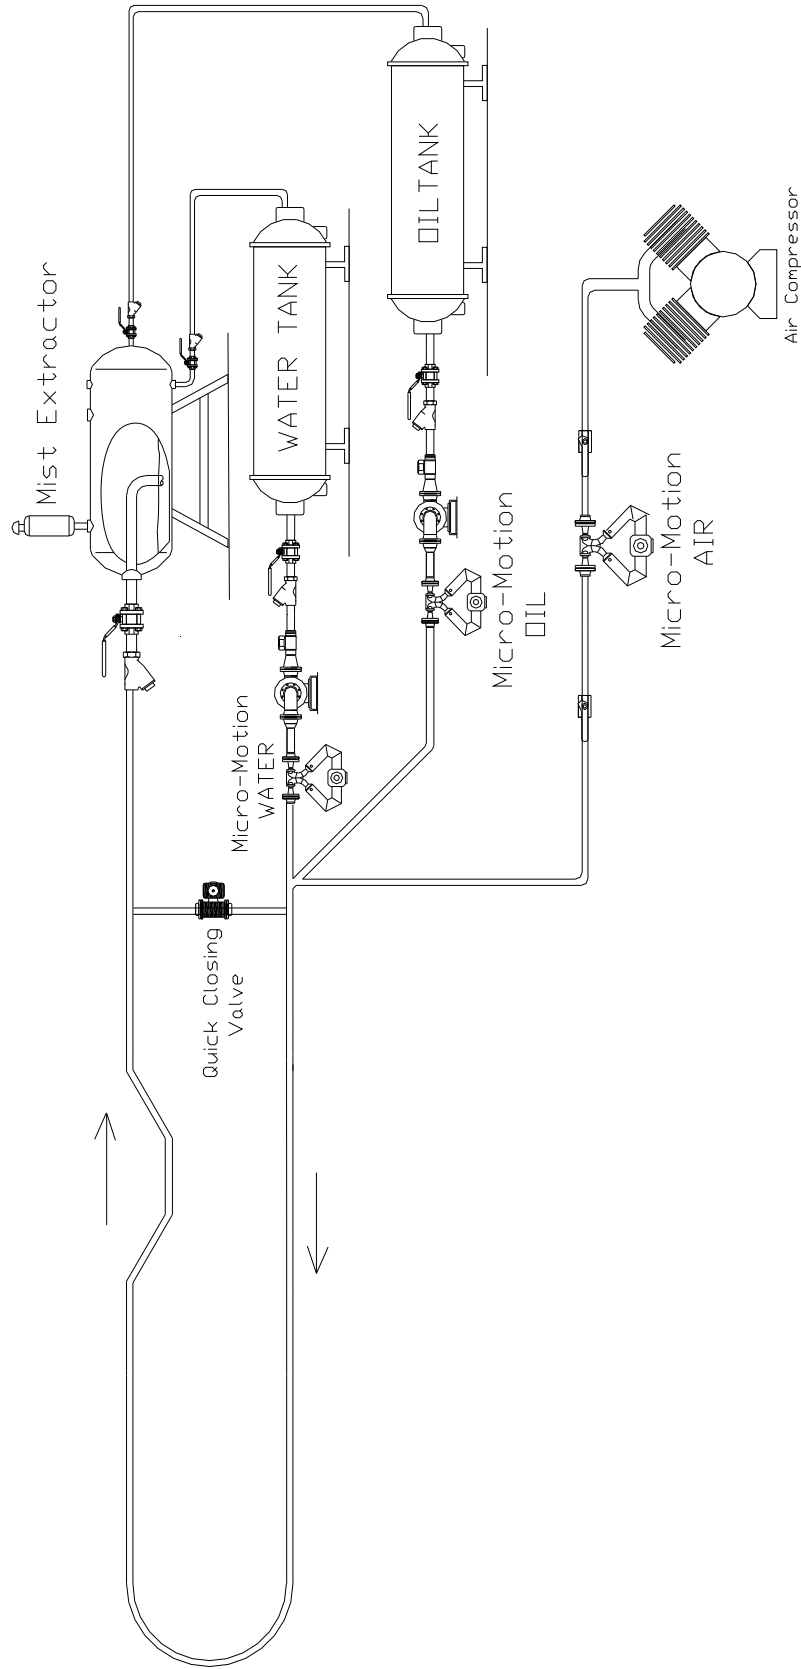 Mist Extractor
WATER TANK
OIL TANK
Air Compressor
Micro-Motion
AIR
Micro-Motion
OIL
Micro-Motion
WATER
Quick Closing
Valve